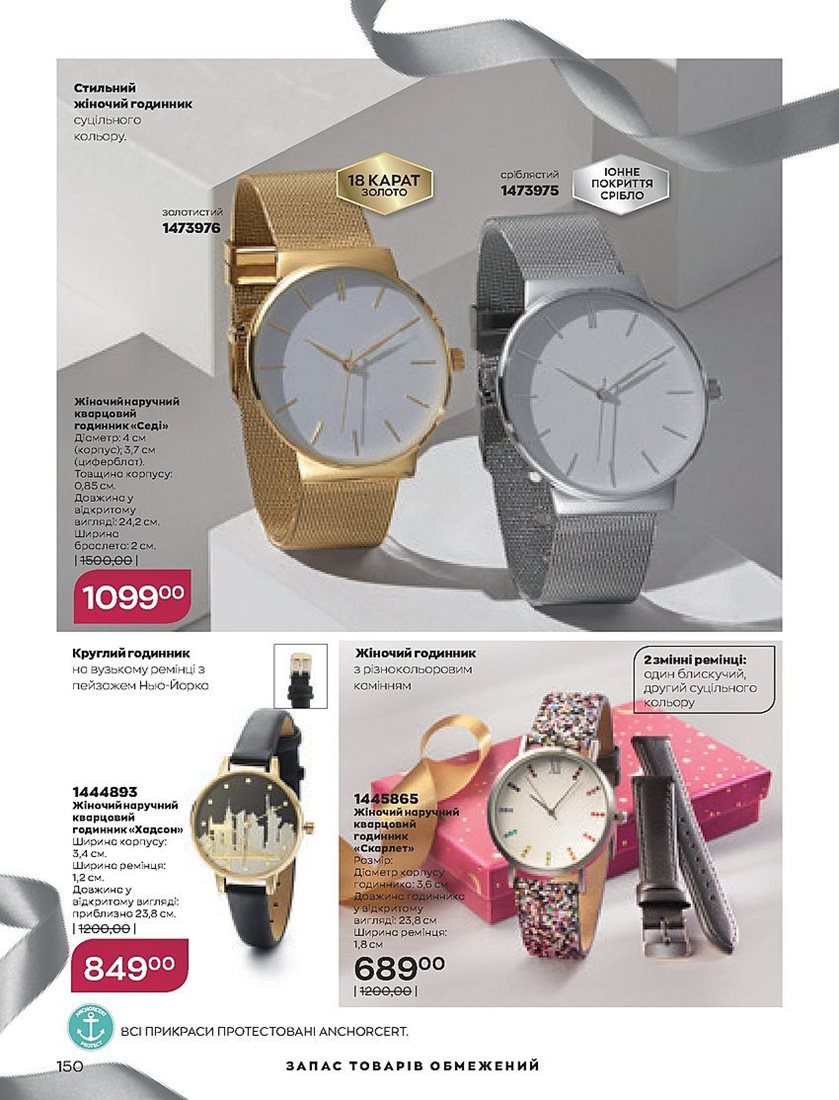 Стильний
жіночий годинник
суцільного
кольору.
золотистий
1473976
18 КАРАТ
ЗОЛОТО
сріблястий
1473975
ІОННЕ
ПОКРИТТЯ
СРІБЛО
Жіночий наручний
кварцовий
годинник «Седі»
Діаметр: 4 см
(корпус); 3,7 см
(циферблат).
Товщина корпусу:
0,85 см.
Довжина у
відкритому
вигляді: 24,2 см.
Ширина
браслета: 2 см.
| 1500,00 |
1099⁰⁰
Круглий годинник
на вузькому ремінці з
пейзажем Нью-Йорка
1444893
Жіночий наручний
кварцовий
годинник «Хадсон»
Ширина корпусу:
3,4 см.
Ширина ремінця:
1,2 см.
Довжина у
відкритому вигляді:
приблизно 23,8 см.
| 1200,00 |
849⁰⁰
Жіночий годинник
з різнокольоровим
камінням
2 змінні ремінці:
один блискучий,
другий суцільного
кольору
1445865
Жіночий наручний
кварцовий
годинник
«Скарлет»
Розмір:
Діаметр корпусу
годинника: 3,6 см
Довжина годинника
у відкритому
вигляді: 23,8 см
Ширина ремінця:
1,8 см
689⁰⁰
| 1200,00 |
ANCHORCERT
PROTECT
ВСІ ПРИКРАСИ ПРОТЕСТОВАНІ ANCHORCERT.
150
ЗАПАС ТОВАРІВ ОБМЕЖЕНИЙ